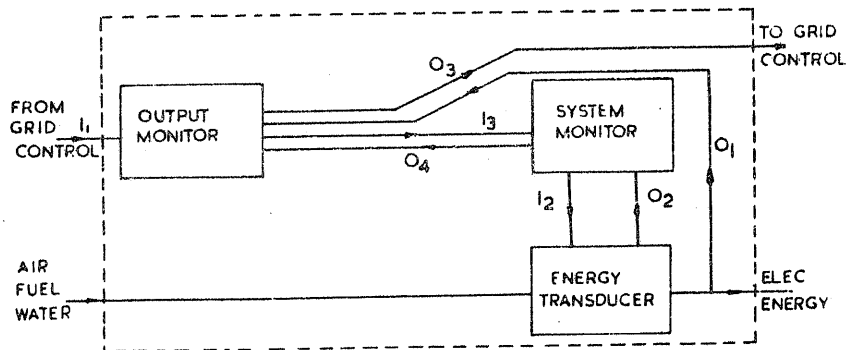 TO GRID
CONTROL
O3
FROM
GRID
CONTROL
I1
OUTPUT
MONITOR
I3
O4
SYSTEM
MONITOR
O1
I2
O2
AIR
FUEL
WATER
ENERGY
TRANSDUCER
ELEC
ENERGY